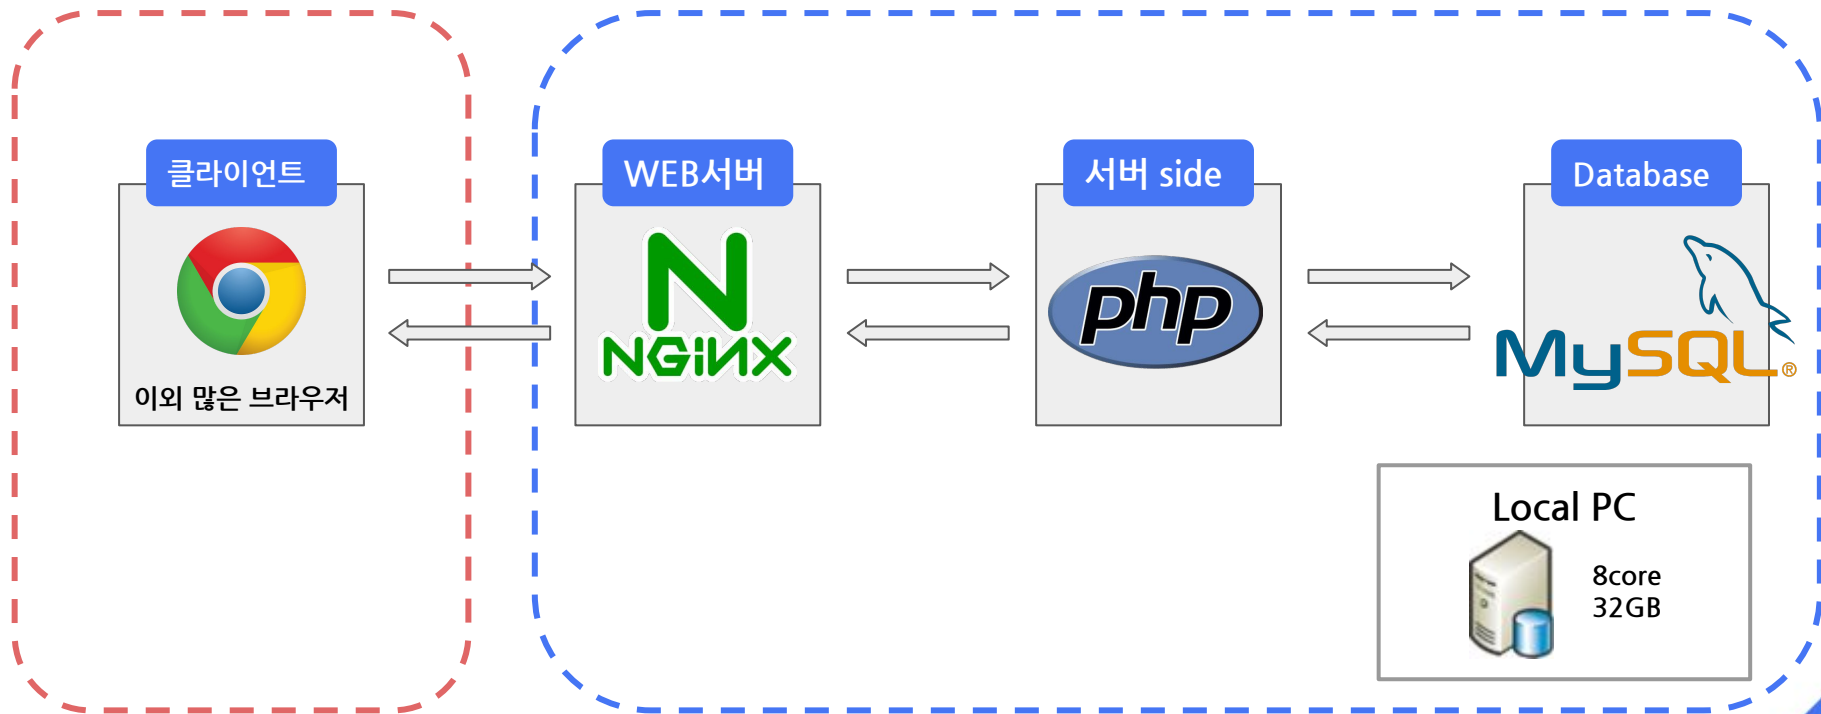 클라이언트
이외 많은 브라우저
WEB서버
NGiNX
서버 side
php
Database
MySQL®
Local PC
8core
32GB